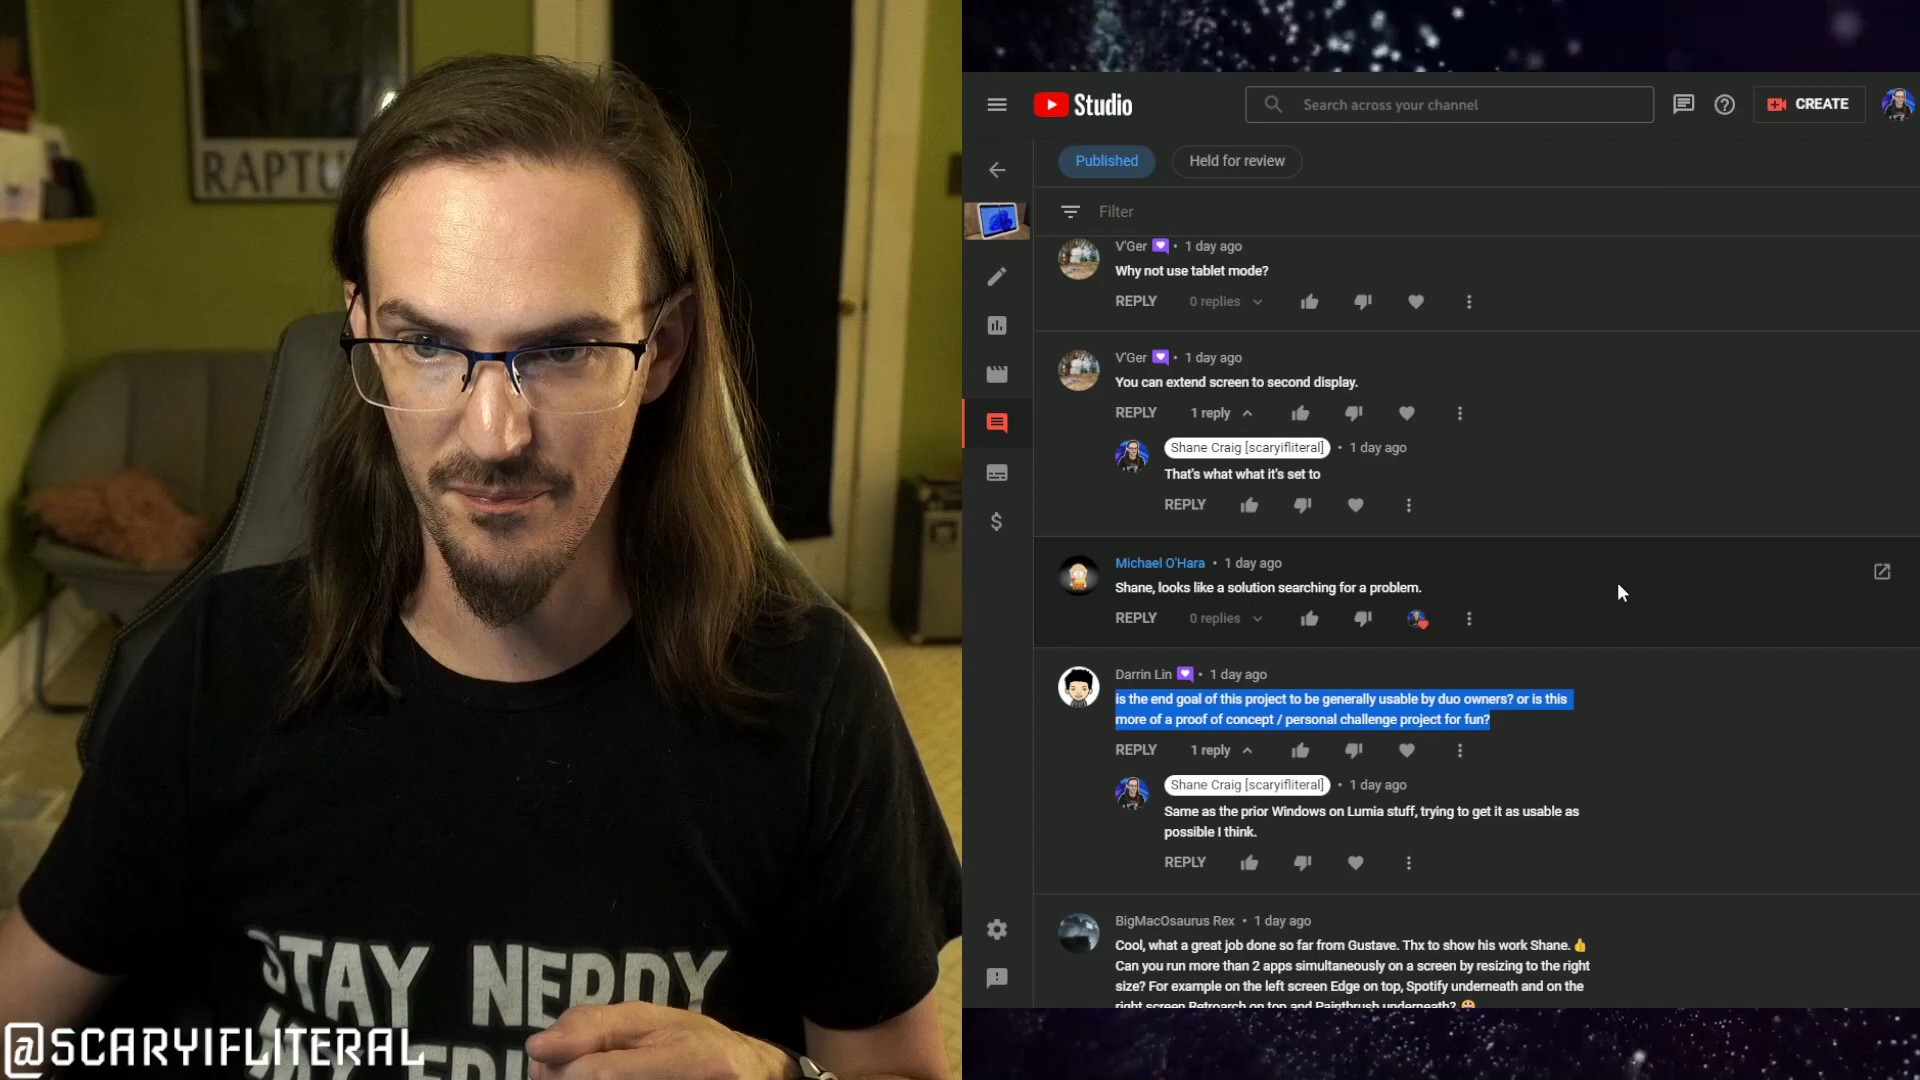 RAPTU
STAY NERDY
@SCARYIFLITERAL
Studio
Search across your channel
CREATE
Published
Held for review
Filter
V'Ger • 1 day ago
Why not use tablet mode?
REPLY 0 replies
V'Ger • 1 day ago
You can extend screen to second display.
REPLY 1 reply
Shane Craig [scaryifliteral] • 1 day ago
That's what what it's set to
REPLY
Michael O'Hara • 1 day ago
Shane, looks like a solution searching for a problem.
REPLY 0 replies
Darrin Lin • 1 day ago
is the end goal of this project to be generally usable by duo owners? or is this
more of a proof of concept / personal challenge project for fun?
REPLY 1 reply
Shane Craig [scaryifliteral] • 1 day ago
Same as the prior Windows on Lumia stuff, trying to get it as usable as
possible I think.
REPLY
BigMacOsaurus Rex • 1 day ago
Cool, what a great job done so far from Gustave. Thx to show his work Shane. 👍
Can you run more than 2 apps simultaneously on a screen by resizing to the right
size? For example on the left screen Edge on top, Spotify underneath and on the
right screen Retroarch on top and Paintbrush underneath?